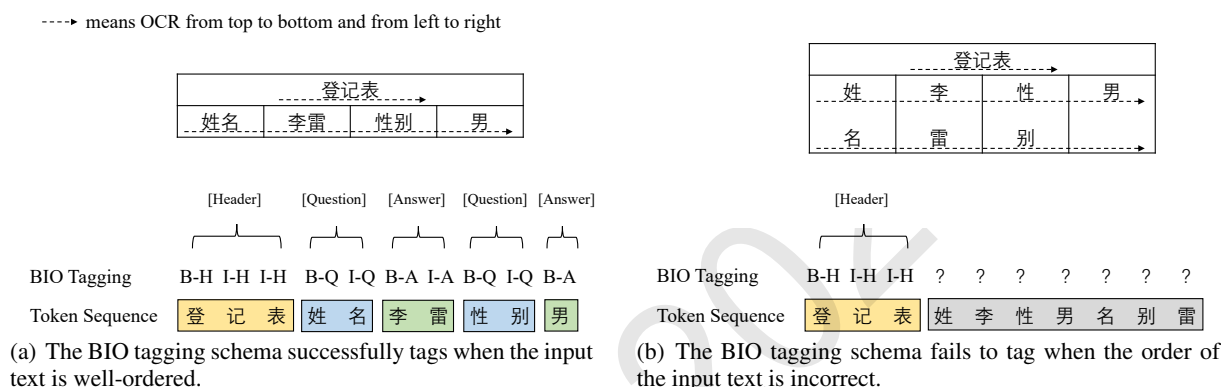 means OCR from top to bottom and from left to right
登记表
姓名 李雷 性别 男
[Header] [Question] [Answer] [Question] [Answer]
BIO Tagging B-H I-H I-H B-Q I-Q B-A I-A B-Q I-Q B-A
Token Sequence 登 记 表 姓 名 李 雷 性 别 男
(a) The BIO tagging schema successfully tags when the input
text is well-ordered.
登记表
姓 李 性 男
名 雷 别
[Header]
BIO Tagging B-H I-H I-H ? ? ? ? ? ? ?
Token Sequence 登 记 表 姓 李 性 男 名 别 雷
(b) The BIO tagging schema fails to tag when the order of
the input text is incorrect.